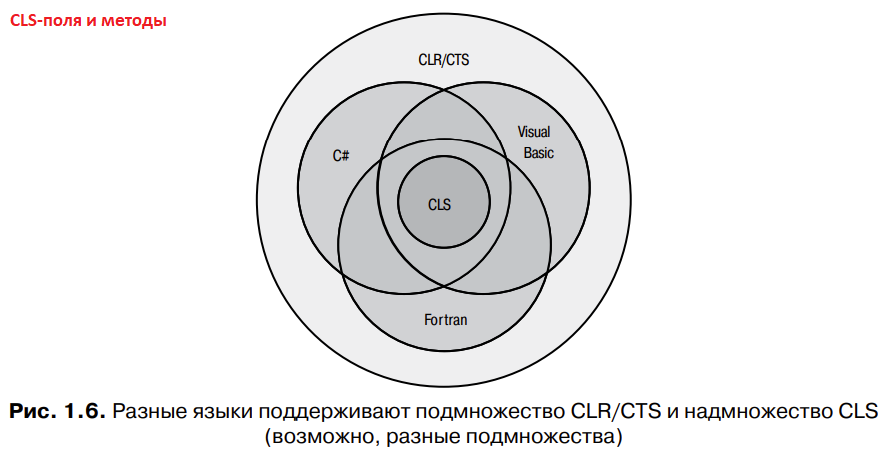 CLS-поля и методы
CLR/CTS
C#
Visual
Basic
CLS
Fortran
Рис. 1.6. Разные языки поддерживают подмножество CLR/CTS и надмножество CLS
(возможно, разные подмножества)